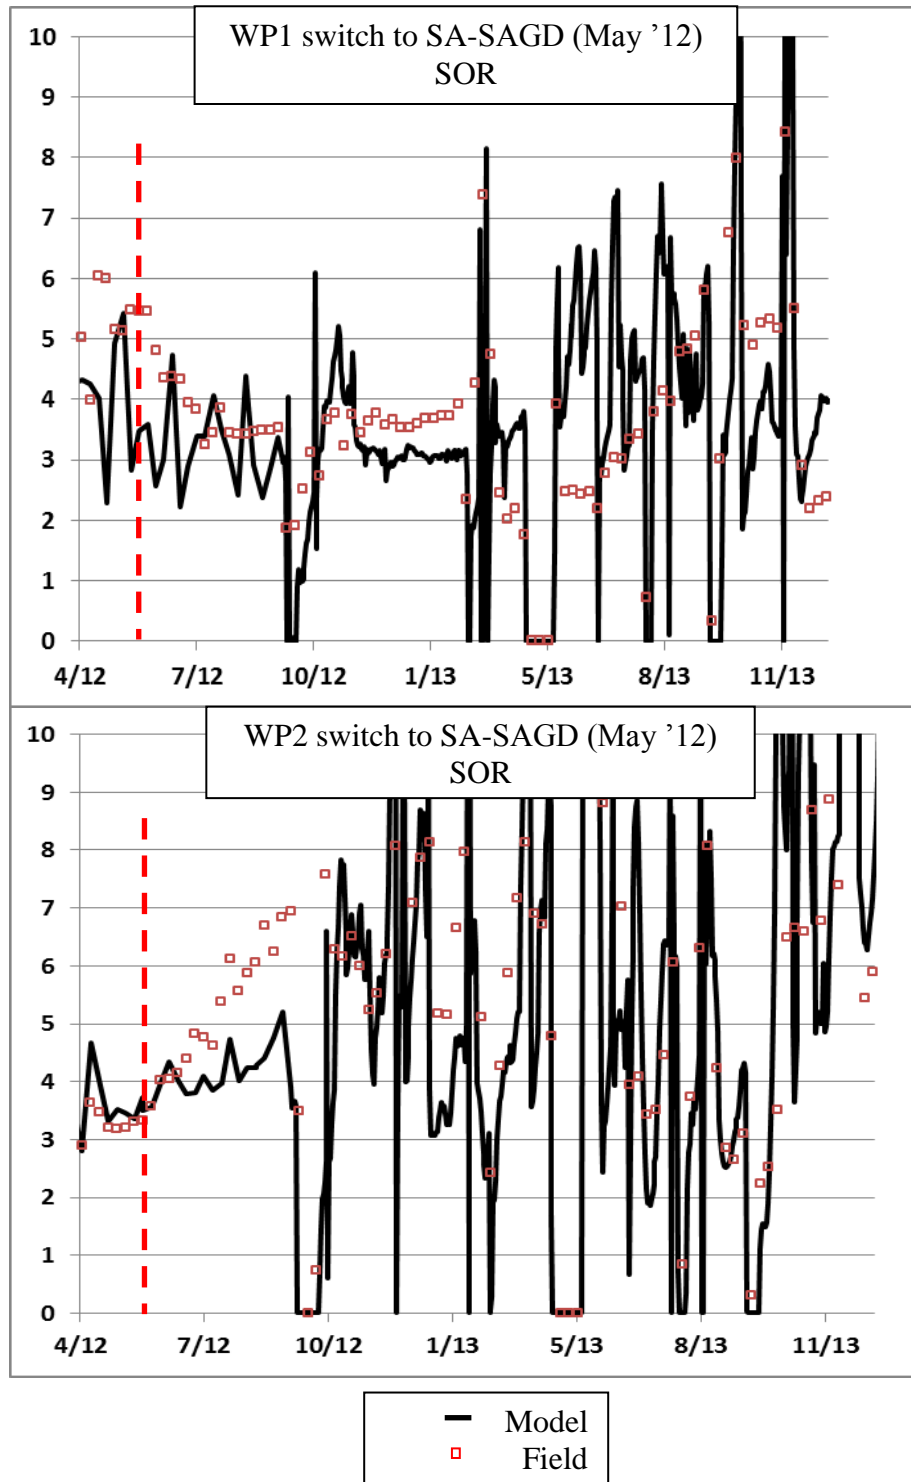 WP1 switch to SA-SAGD (May ’12)
SOR
10
9
8
7
6
5
4
3
2
1
0
4/12 7/12 10/12 1/13 5/13 8/13 11/13
WP2 switch to SA-SAGD (May ’12)
SOR
10
9
8
7
6
5
4
3
2
1
0
4/12 7/12 10/12 1/13 5/13 8/13 11/13
Model
Field